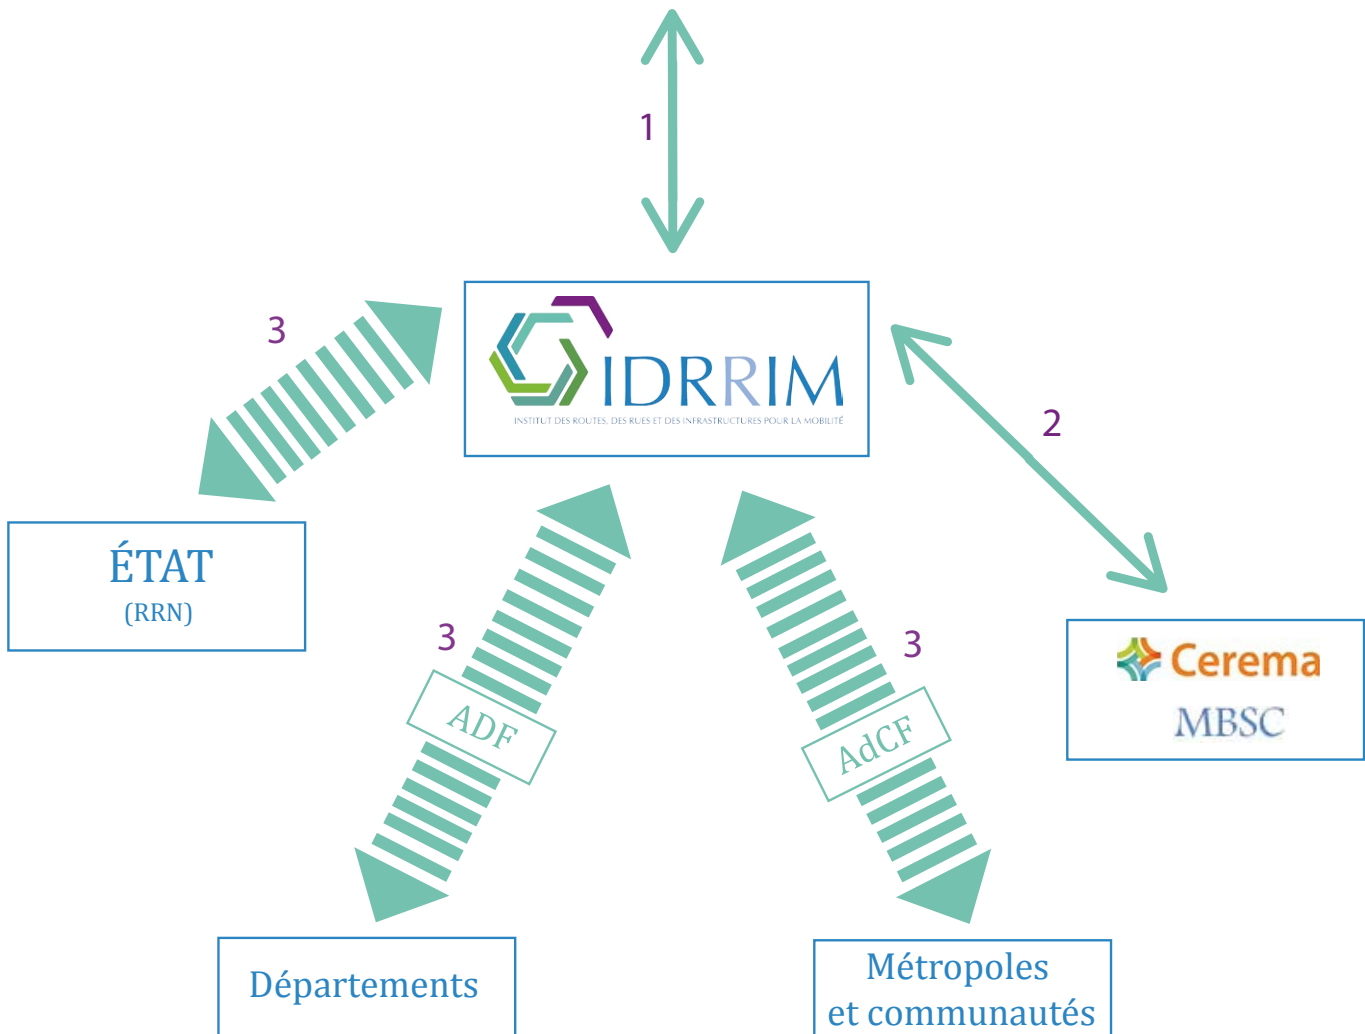 1
3
IDRRIM
INSTITUT DES ROUTES, DES RUES ET DES INFRASTRUCTURES POUR LA MOBILITÉ
2
ÉTAT
(RRN)
3
3
ADF
AdCF
Cerema
MBSC
Départements
Métropoles
et communautés